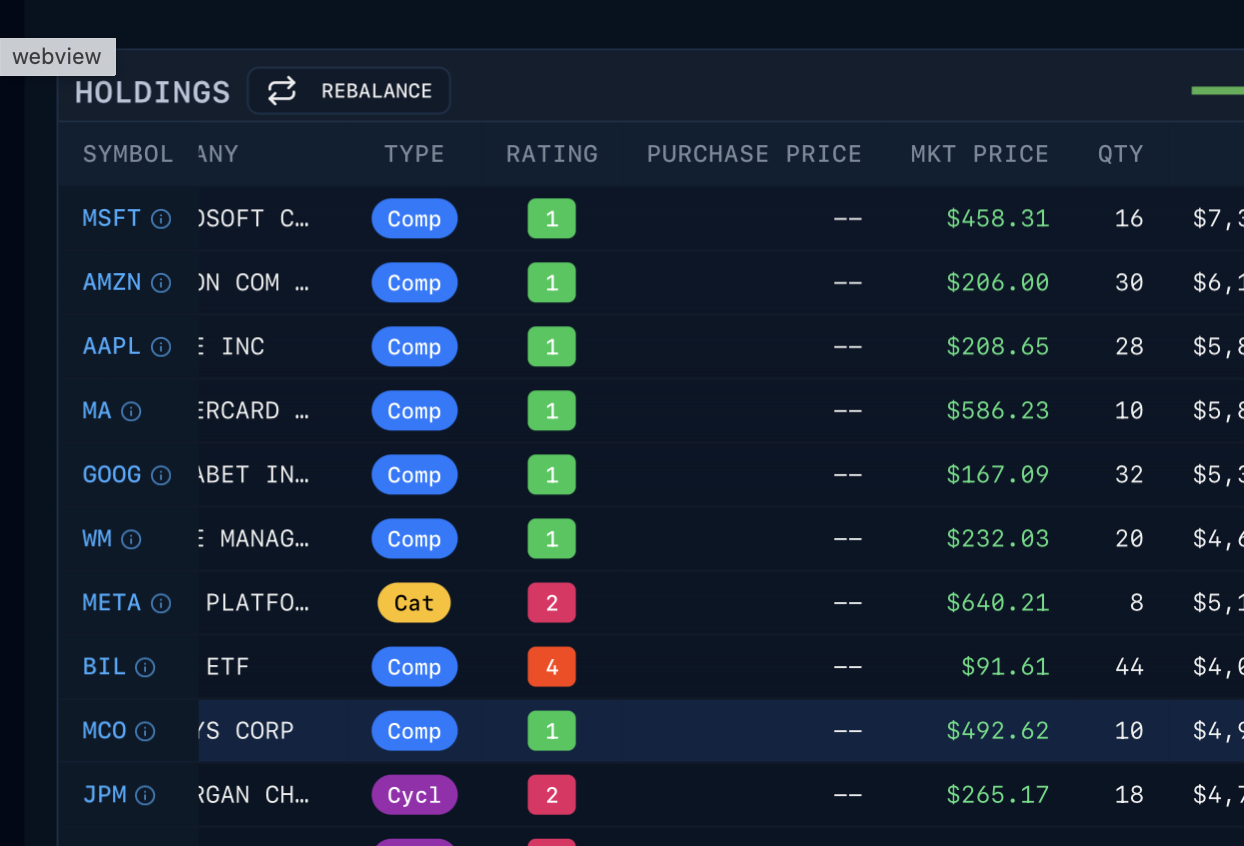 webview
HOLDINGS REBALANCE
SYMBOL ANY TYPE RATING PURCHASE PRICE MKT PRICE QTY
MSFT OSOFT C… Comp 1 –– $458.31 16 $7,3
AMZN ON COM … Comp 1 –– $206.00 30 $6,1
AAPL E INC Comp 1 –– $208.65 28 $5,8
MA ERCARD … Comp 1 –– $586.23 10 $5,8
GOOG ABET IN… Comp 1 –– $167.09 32 $5,3
WM E MANAG… Comp 1 –– $232.03 20 $4,6
META PLATFO… Cat 2 –– $640.21 8 $5,1
BIL ETF Comp 4 –– $91.61 44 $4,0
MCO YS CORP Comp 1 –– $492.62 10 $4,9
JPM RGAN CH… Cycl 2 –– $265.17 18 $4,7